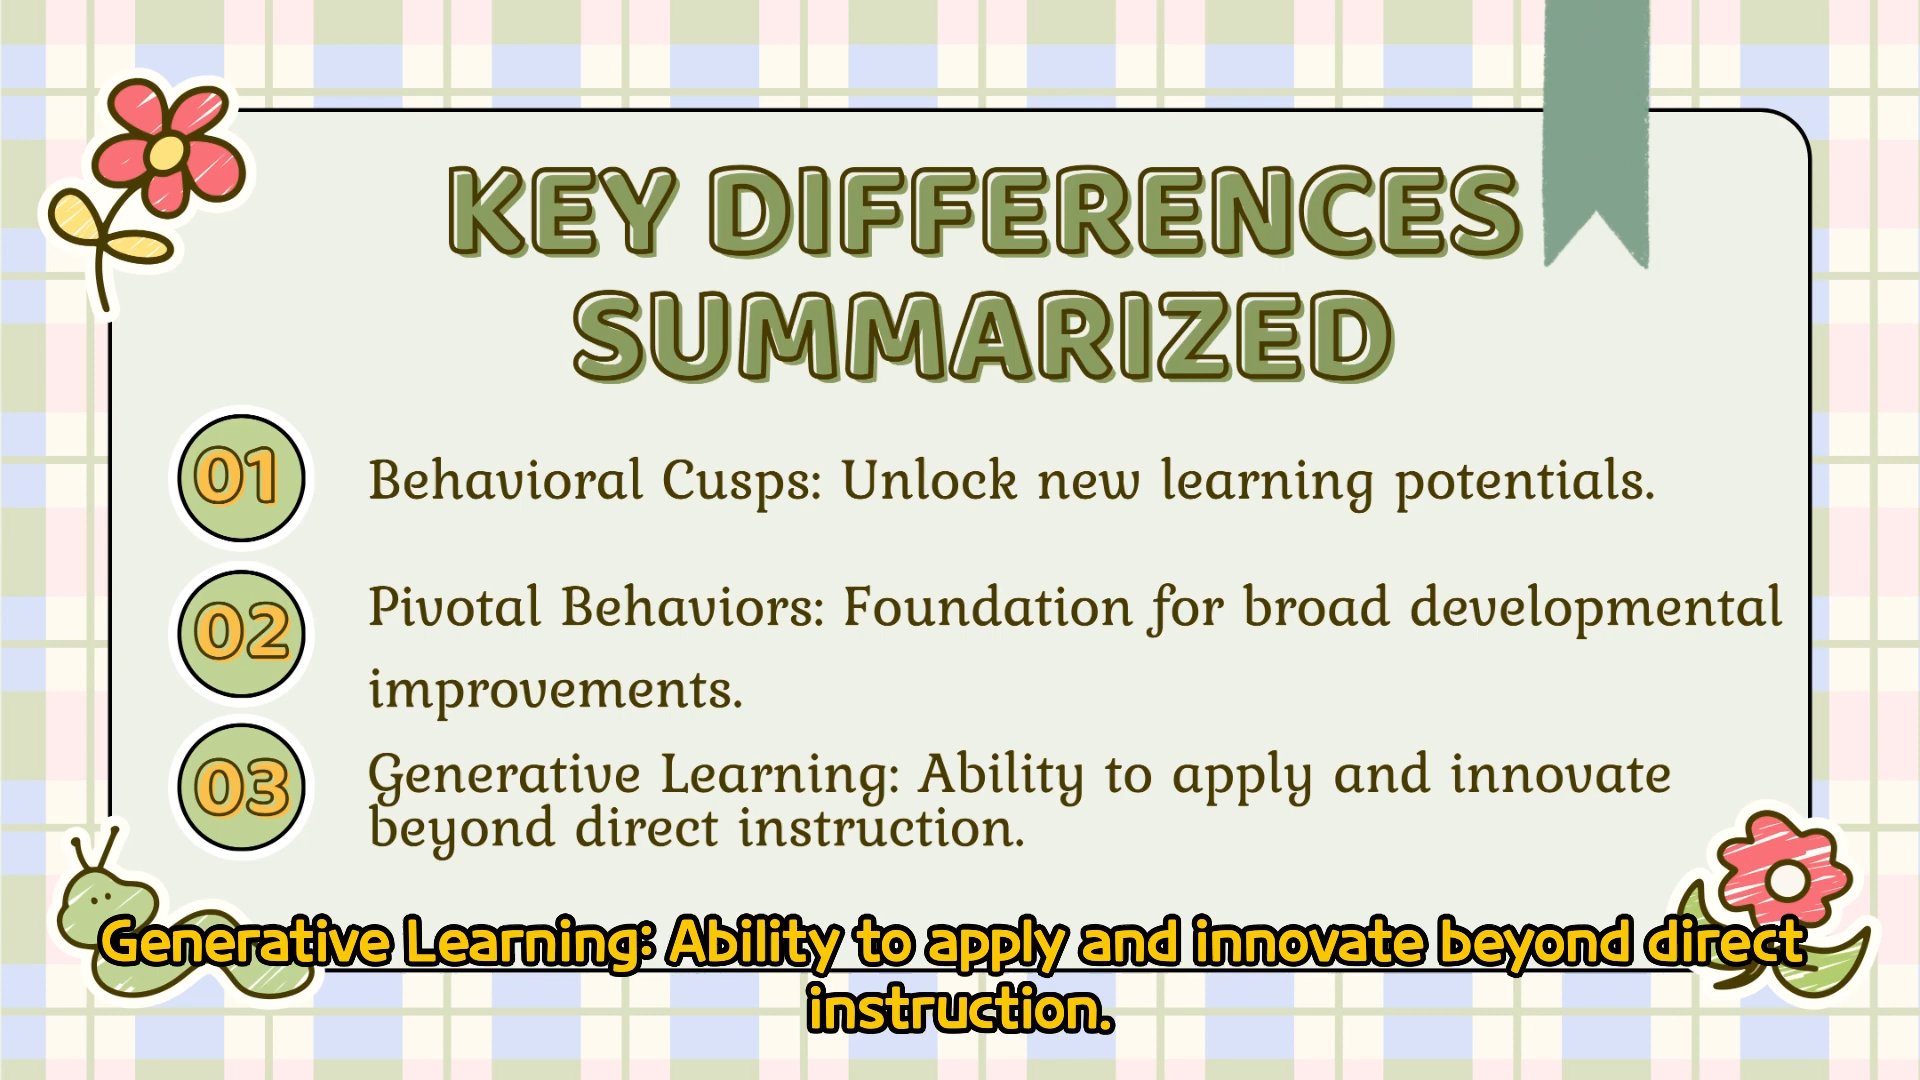 KEY DIFFERENCES
SUMMARIZED
01
Behavioral Cusps: Unlock new learning potentials.
02
Pivotal Behaviors: Foundation for broad developmental
improvements.
03
Generative Learning: Ability to apply and innovate
beyond direct instruction.
Generative Learning: Ability to apply and innovate beyond direct
instruction.